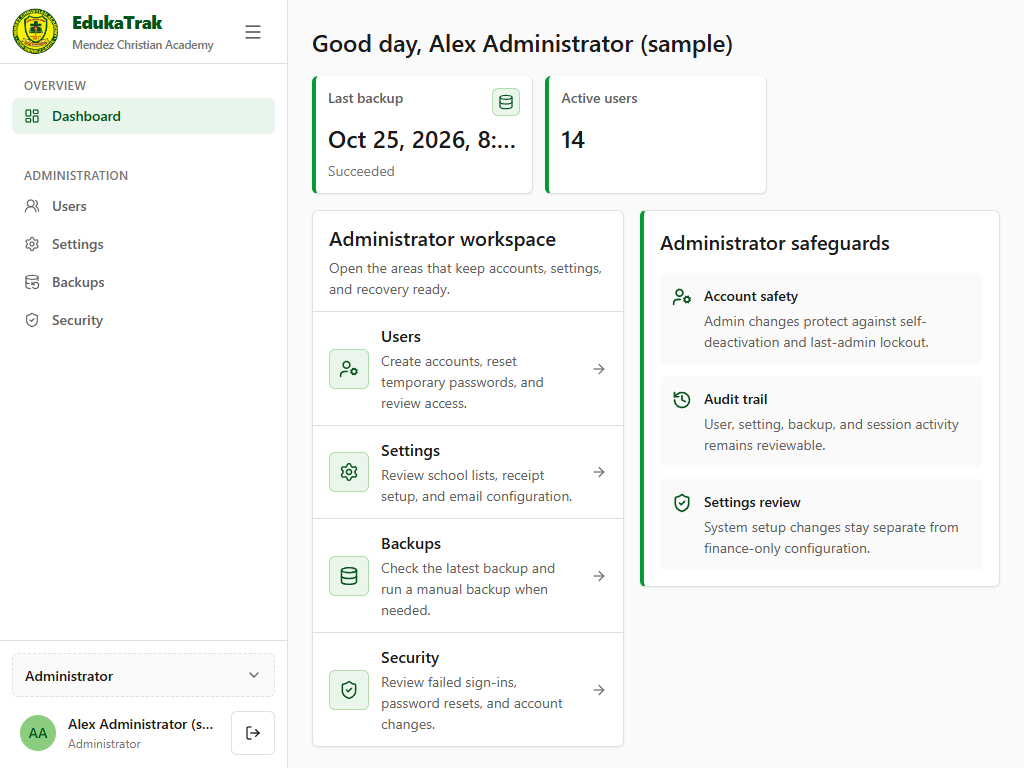 EdukaTrak
Mendez Christian Academy
OVERVIEW
Dashboard
ADMINISTRATION
Users
Settings
Backups
Security
Administrator
AA
Alex Administrator (s...
Administrator
Good day, Alex Administrator (sample)
Last backup
Oct 25, 2026, 8:...
Succeeded
Active users
14
Administrator workspace
Open the areas that keep accounts, settings,
and recovery ready.
Users
Create accounts, reset
temporary passwords, and
review access.
Settings
Review school lists, receipt
setup, and email configuration.
Backups
Check the latest backup and
run a manual backup when
needed.
Security
Review failed sign-ins,
password resets, and account
changes.
Administrator safeguards
Account safety
Admin changes protect against self-
deactivation and last-admin lockout.
Audit trail
User, setting, backup, and session activity
remains reviewable.
Settings review
System setup changes stay separate from
finance-only configuration.